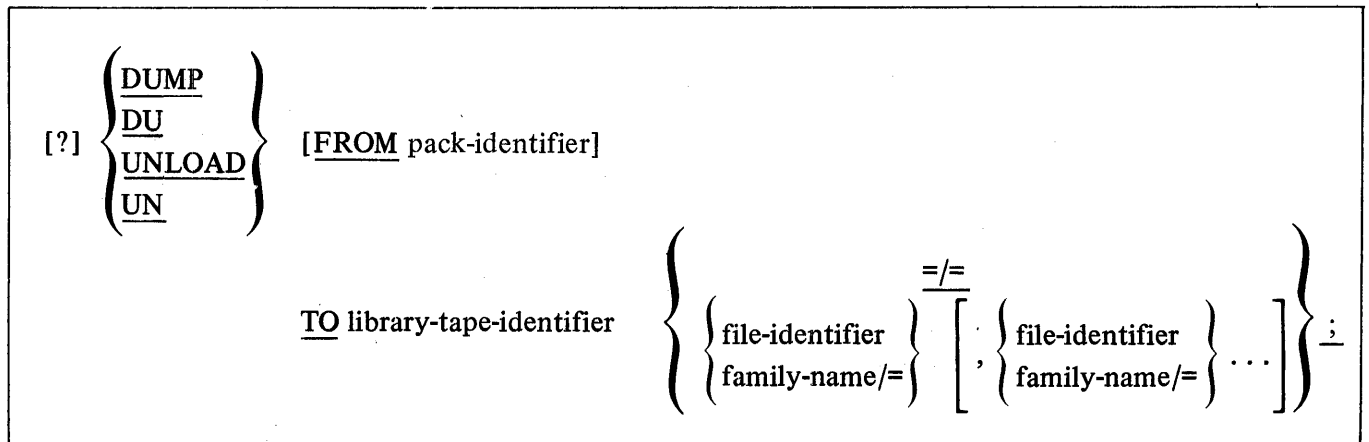 DUMP
DU
[?] UNLOAD [FROM pack-identifier]
UN
=/=
TO library-tape-identifier { { file-identifier } [ , { file-identifier } ... ] } ;
family-name/= family-name/=